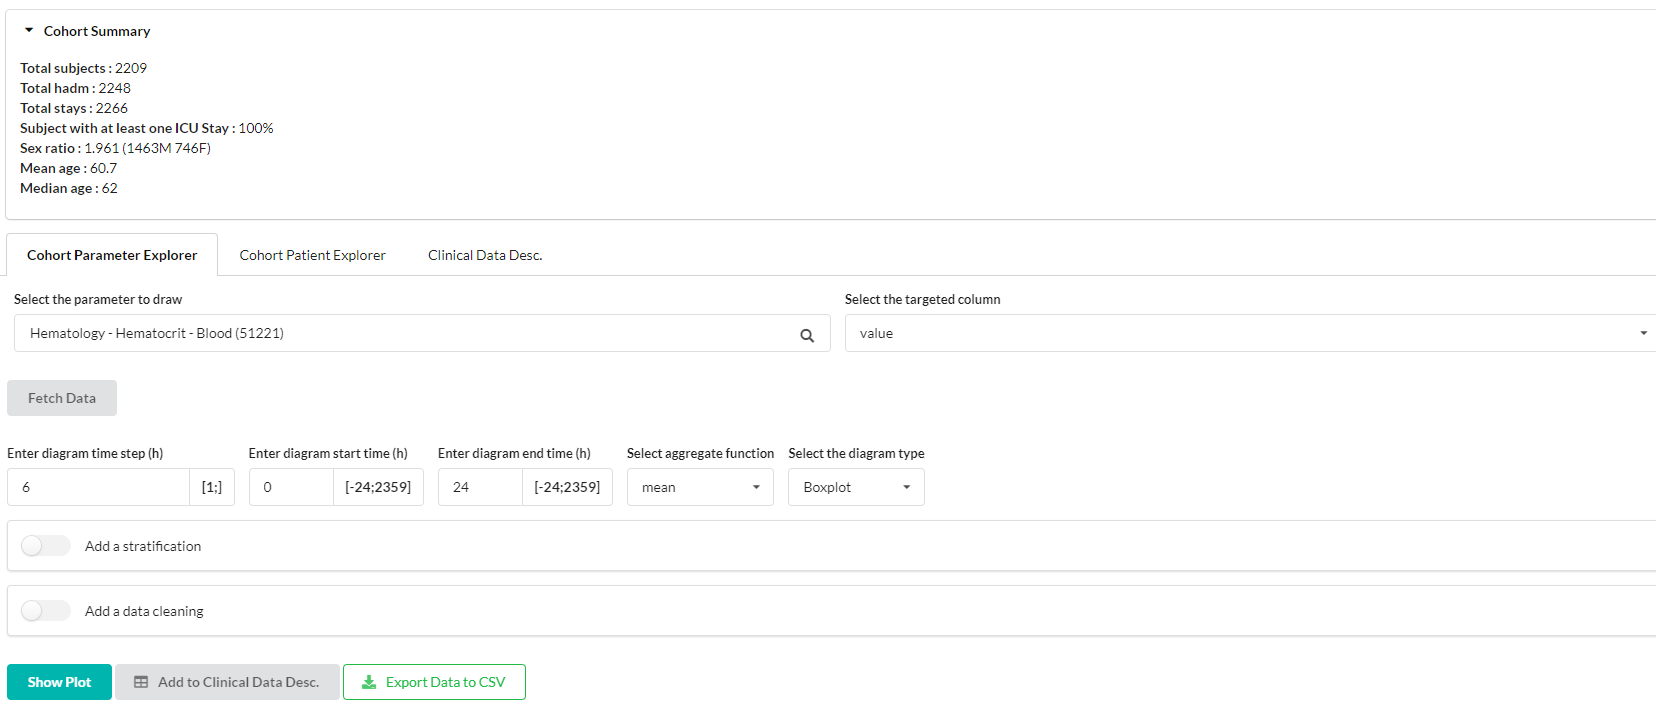 Cohort Summary
Total subjects : 2209
Total hadm : 2248
Total stays : 2266
Subject with at least one ICU Stay : 100%
Sex ratio : 1.961 (1463M 746F)
Mean age : 60.7
Median age : 62
Cohort Parameter Explorer Cohort Patient Explorer Clinical Data Desc.
Select the parameter to draw Select the targeted column
Hematology - Hematocrit - Blood (51221) value
Fetch Data
Enter diagram time step (h) Enter diagram start time (h) Enter diagram end time (h) Select aggregate function Select the diagram type
6 [1;] 0 [-24;2359] 24 [-24;2359] mean Boxplot
Add a stratification
Add a data cleaning
Show Plot Add to Clinical Data Desc. Export Data to CSV